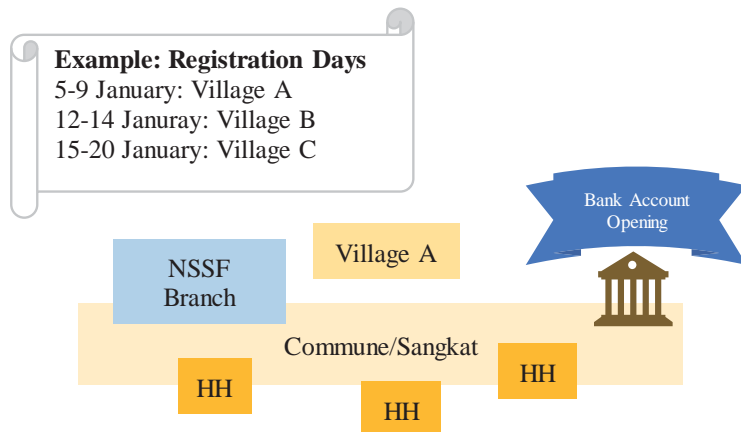 Example: Registration Days
5-9 January: Village A
12-14 Januray: Village B
15-20 January: Village C
Bank Account
Opening
Village A
NSSF
Branch
Commune/Sangkat
HH
HH
HH